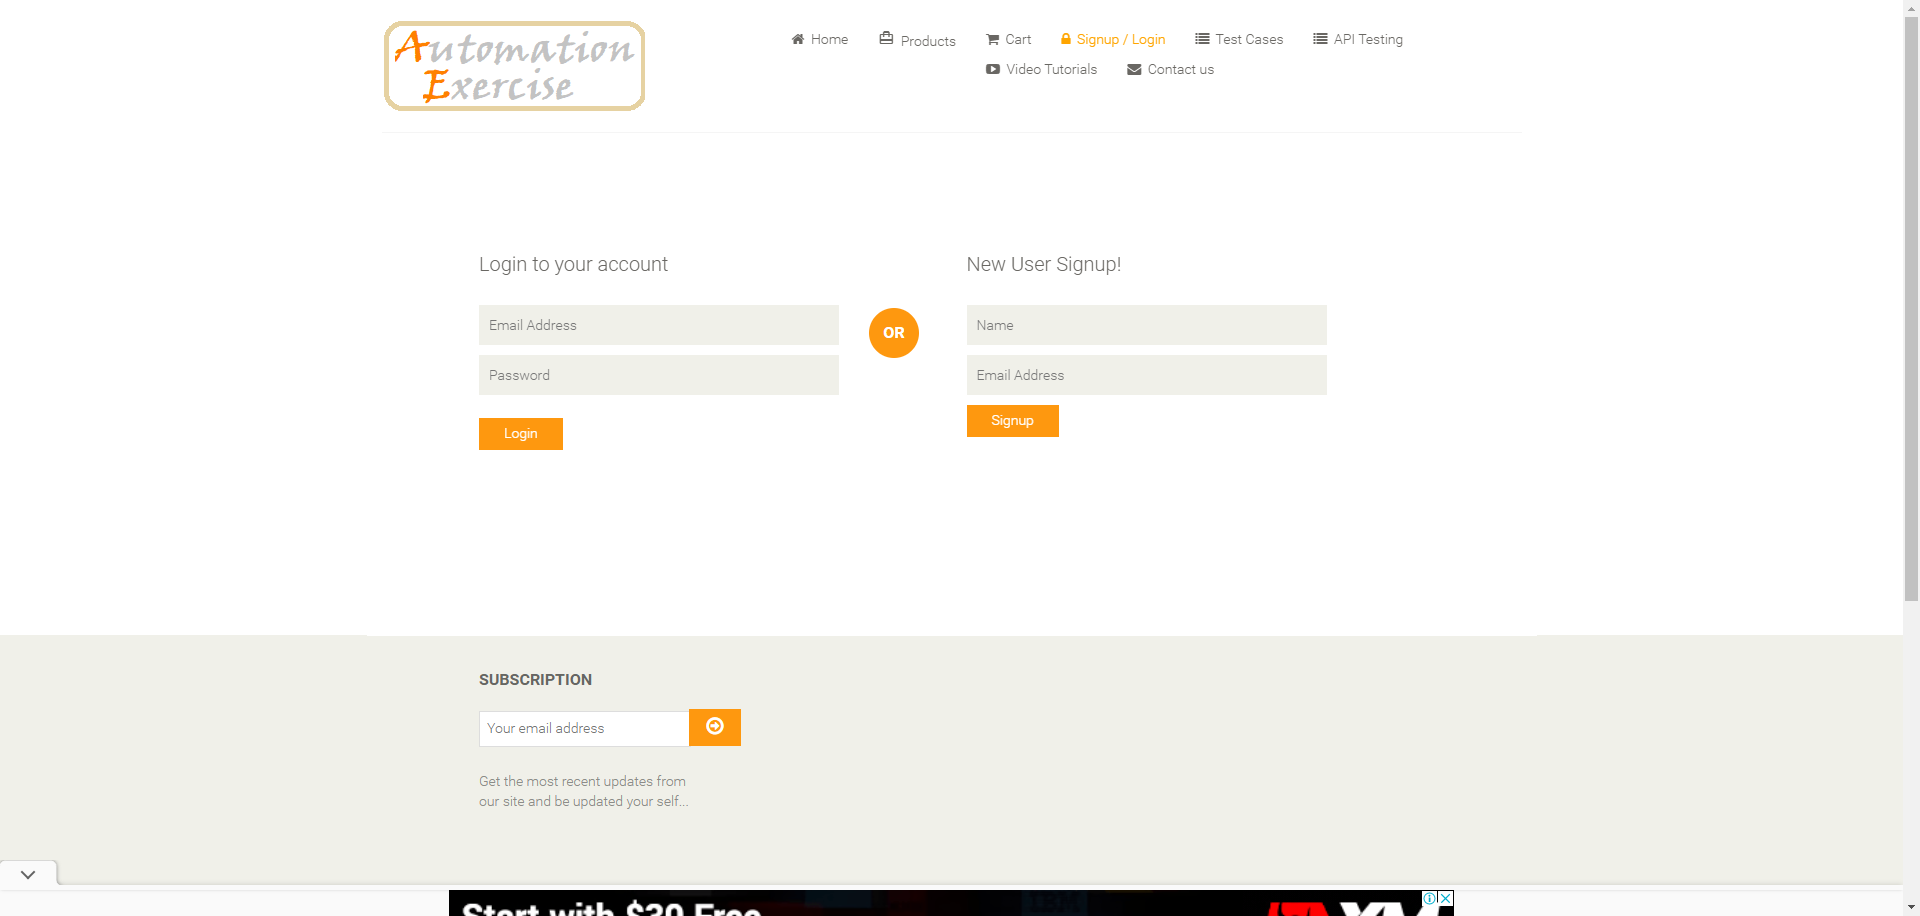 Automation
Exercise
Home Products Cart Signup / Login Test Cases API Testing
Video Tutorials Contact us
Login to your account
Email Address
Password
Login
OR
New User Signup!
Name
Email Address
Signup
SUBSCRIPTION
Your email address
Get the most recent updates from
our site and be updated your self...
Start with $30 Free
XM